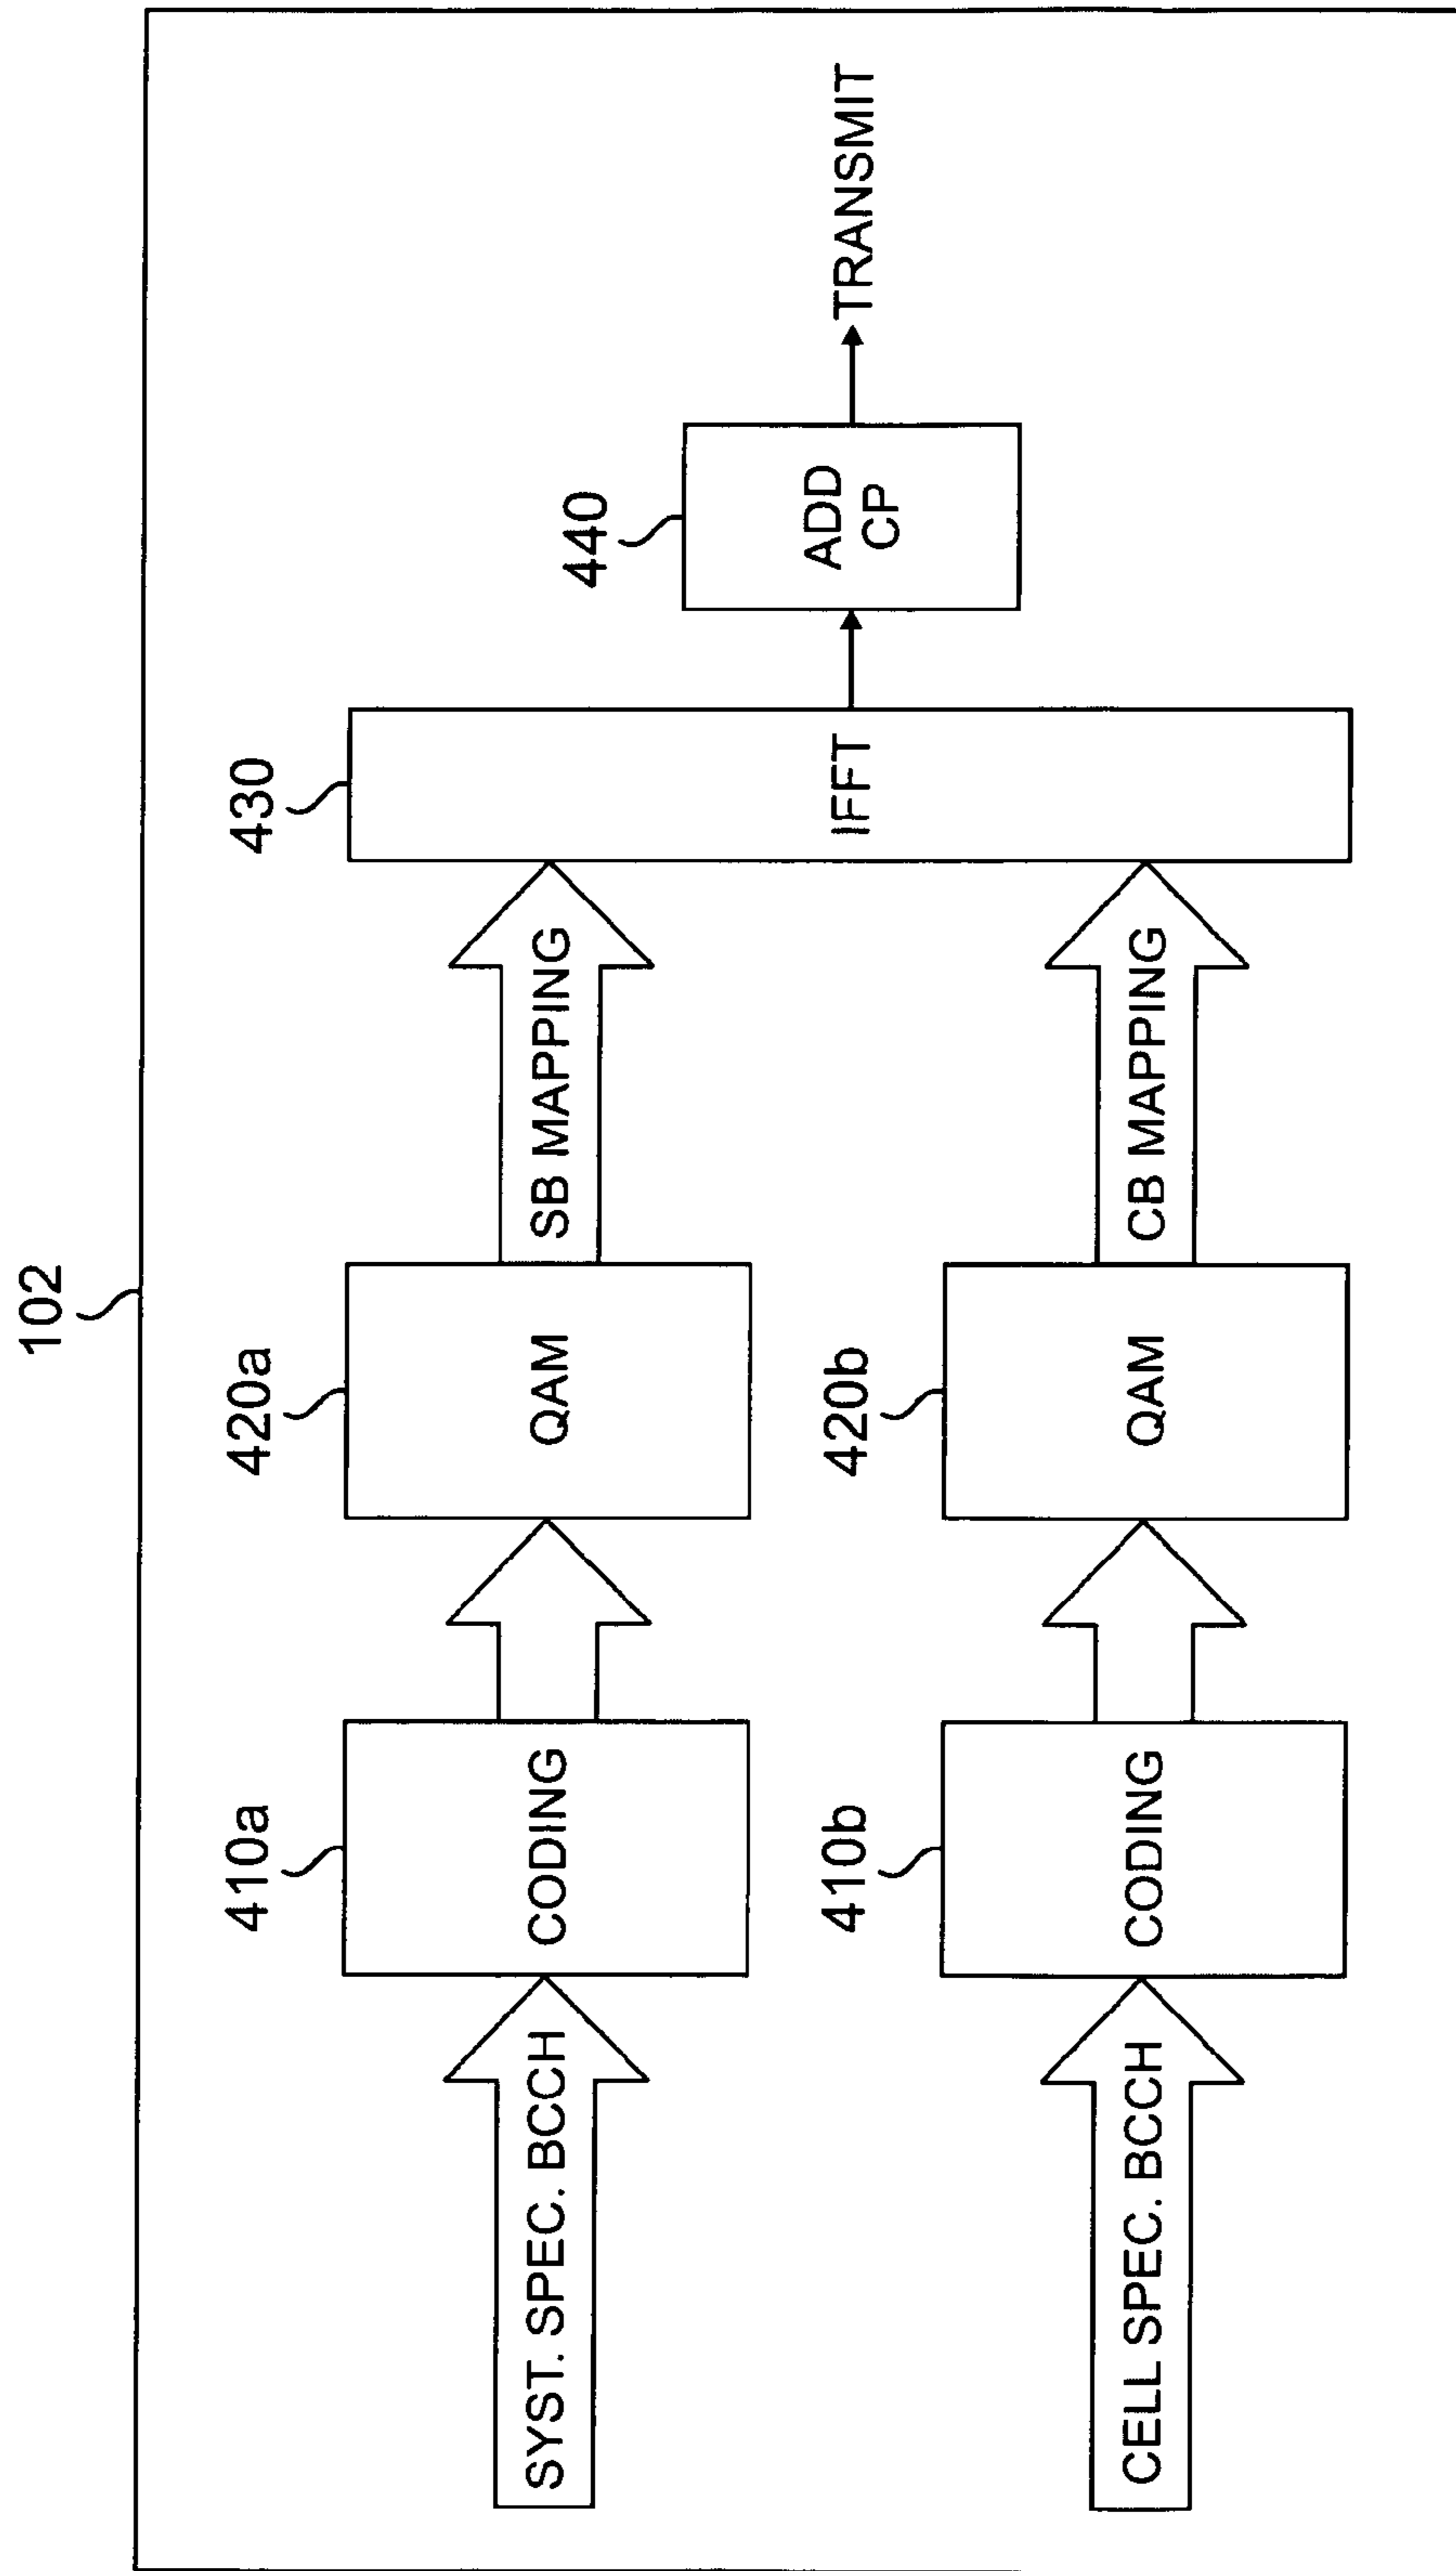 102
410a
420a
430
440
SYST. SPEC. BCCH
CODING
QAM
SB MAPPING
IFFT
ADD
CP
TRANSMIT
410b
420b
CELL SPEC. BCCH
CODING
QAM
CB MAPPING